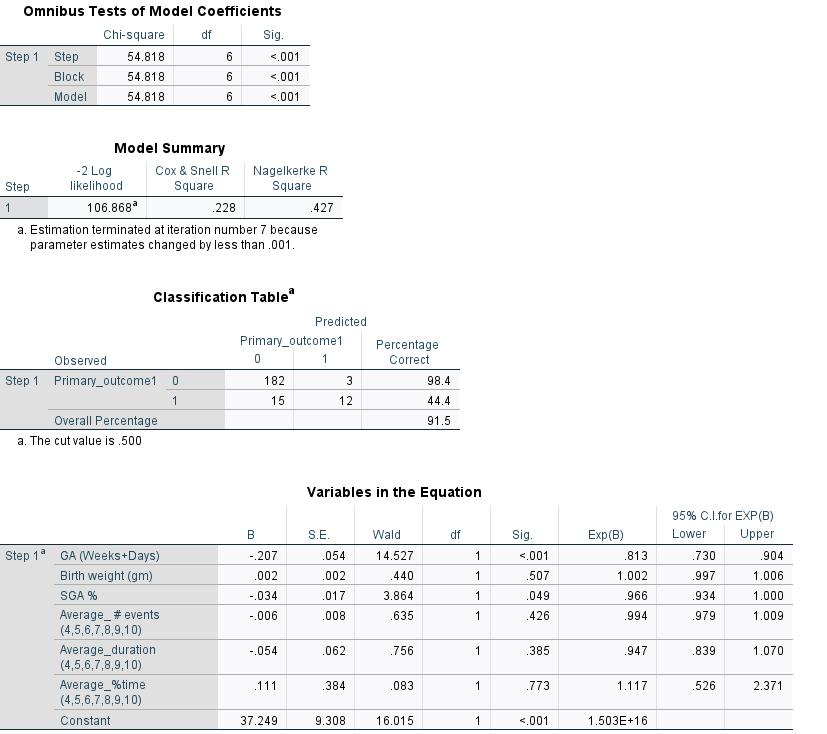 Omnibus Tests of Model Coefficients
Chi-square df Sig.
Step 1 Step 54.818 6 <.001
Block 54.818 6 <.001
Model 54.818 6 <.001
Model Summary
Step -2 Log likelihood Cox & Snell R Square Nagelkerke R Square
1 106.868a .228 .427
a. Estimation terminated at iteration number 7 because
parameter estimates changed by less than .001.
Classification Tablea
Predicted
Primary_outcome1 Percentage Correct
Observed 0 1
Step 1 Primary_outcome1 0 182 3 98.4
1 15 12 44.4
Overall Percentage 91.5
a. The cut value is .500
Variables in the Equation
95% C.I.for EXP(B)
B S.E. Wald df Sig. Exp(B) Lower Upper
Step 1a GA (Weeks+Days) -.207 .054 14.527 1 <.001 .813 .730 .904
Birth weight (gm) .002 .002 .440 1 .507 1.002 .997 1.006
SGA % -.034 .017 3.864 1 .049 .966 .934 1.000
Average_ # events (4,5,6,7,8,9,10) -.006 .008 .635 1 .426 .994 .979 1.009
Average_duration (4,5,6,7,8,9,10) -.054 .062 .756 1 .385 .947 .839 1.070
Average_%time (4,5,6,7,8,9,10) .111 .384 .083 1 .773 1.117 .526 2.371
Constant 37.249 9.308 16.015 1 <.001 1.503E+16